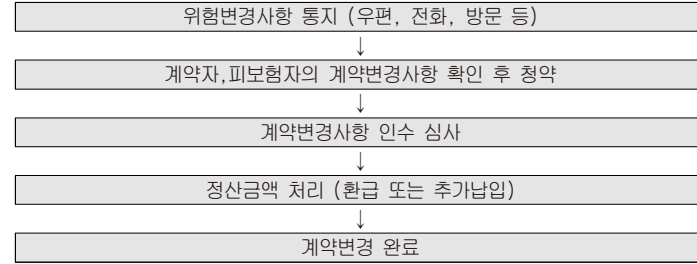 위험변경사항 통지 (우편, 전화, 방문 등)
↓
계약자,피보험자의 계약변경사항 확인 후 청약
↓
계약변경사항 인수 심사
↓
정산금액 처리 (환급 또는 추가납입)
↓
계약변경 완료